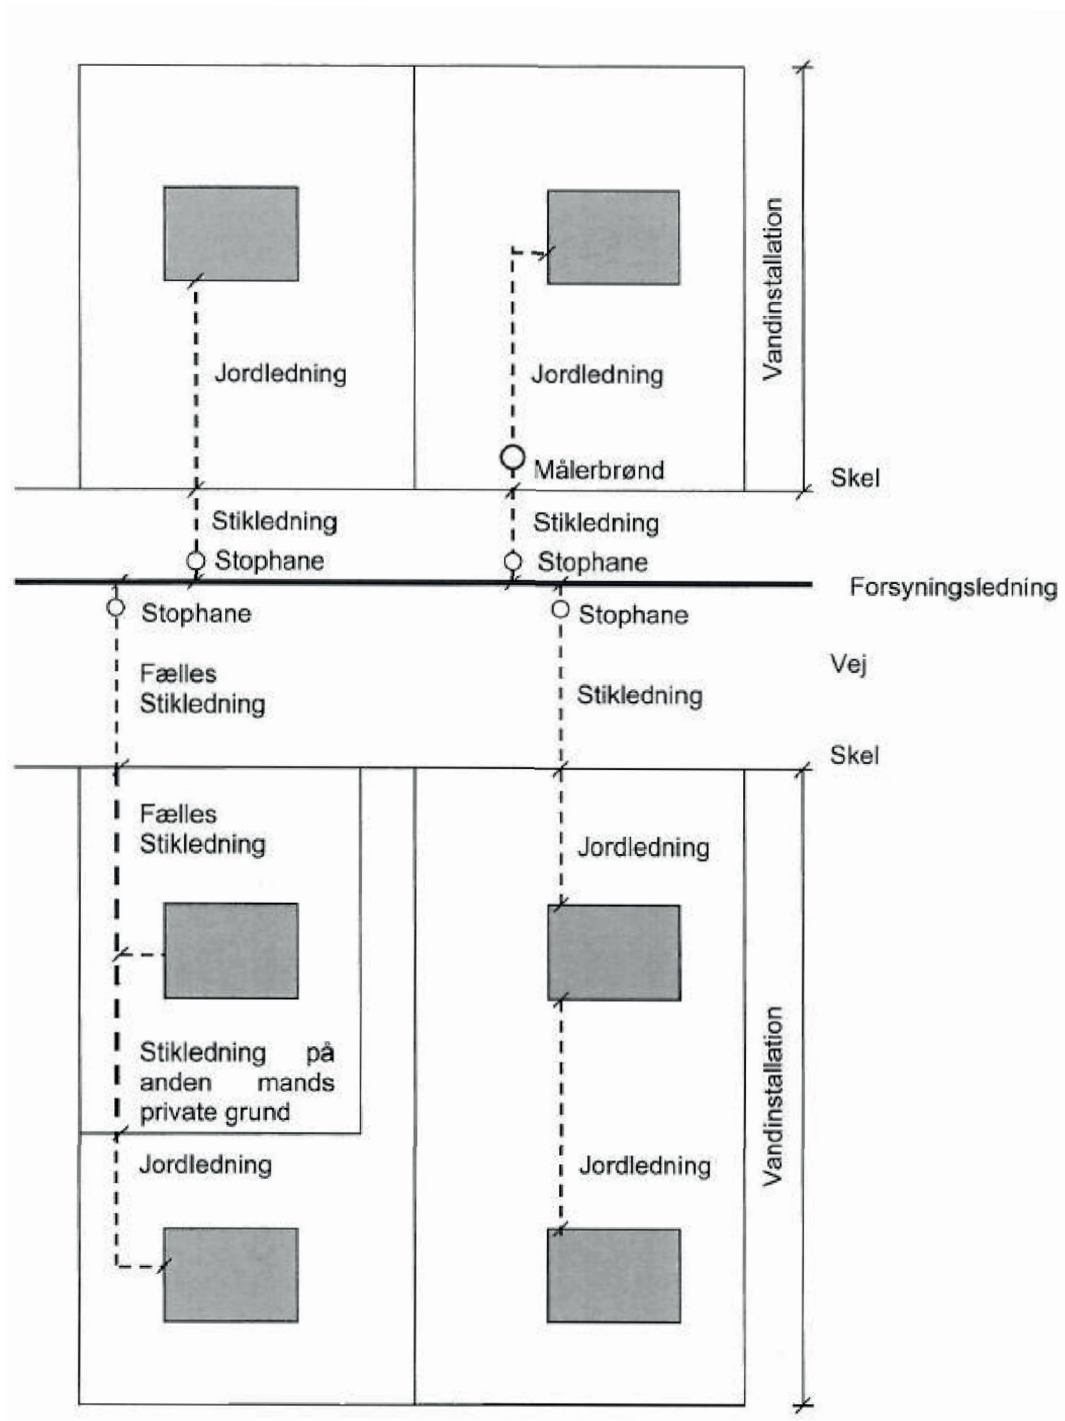 Vandinstallation
Jordledning
Jordledning
Målerbrønd
Skel
Stikledning
Stikledning
Stophane
Stophane
Forsyningsledning
Stophane
Stophane
Vej
Fælles
Stikledning
Stikledning
Skel
Fælles
Stikledning
Jordledning
Stikledning på
anden mands
private grund
Vandinstallation
Jordledning
Jordledning